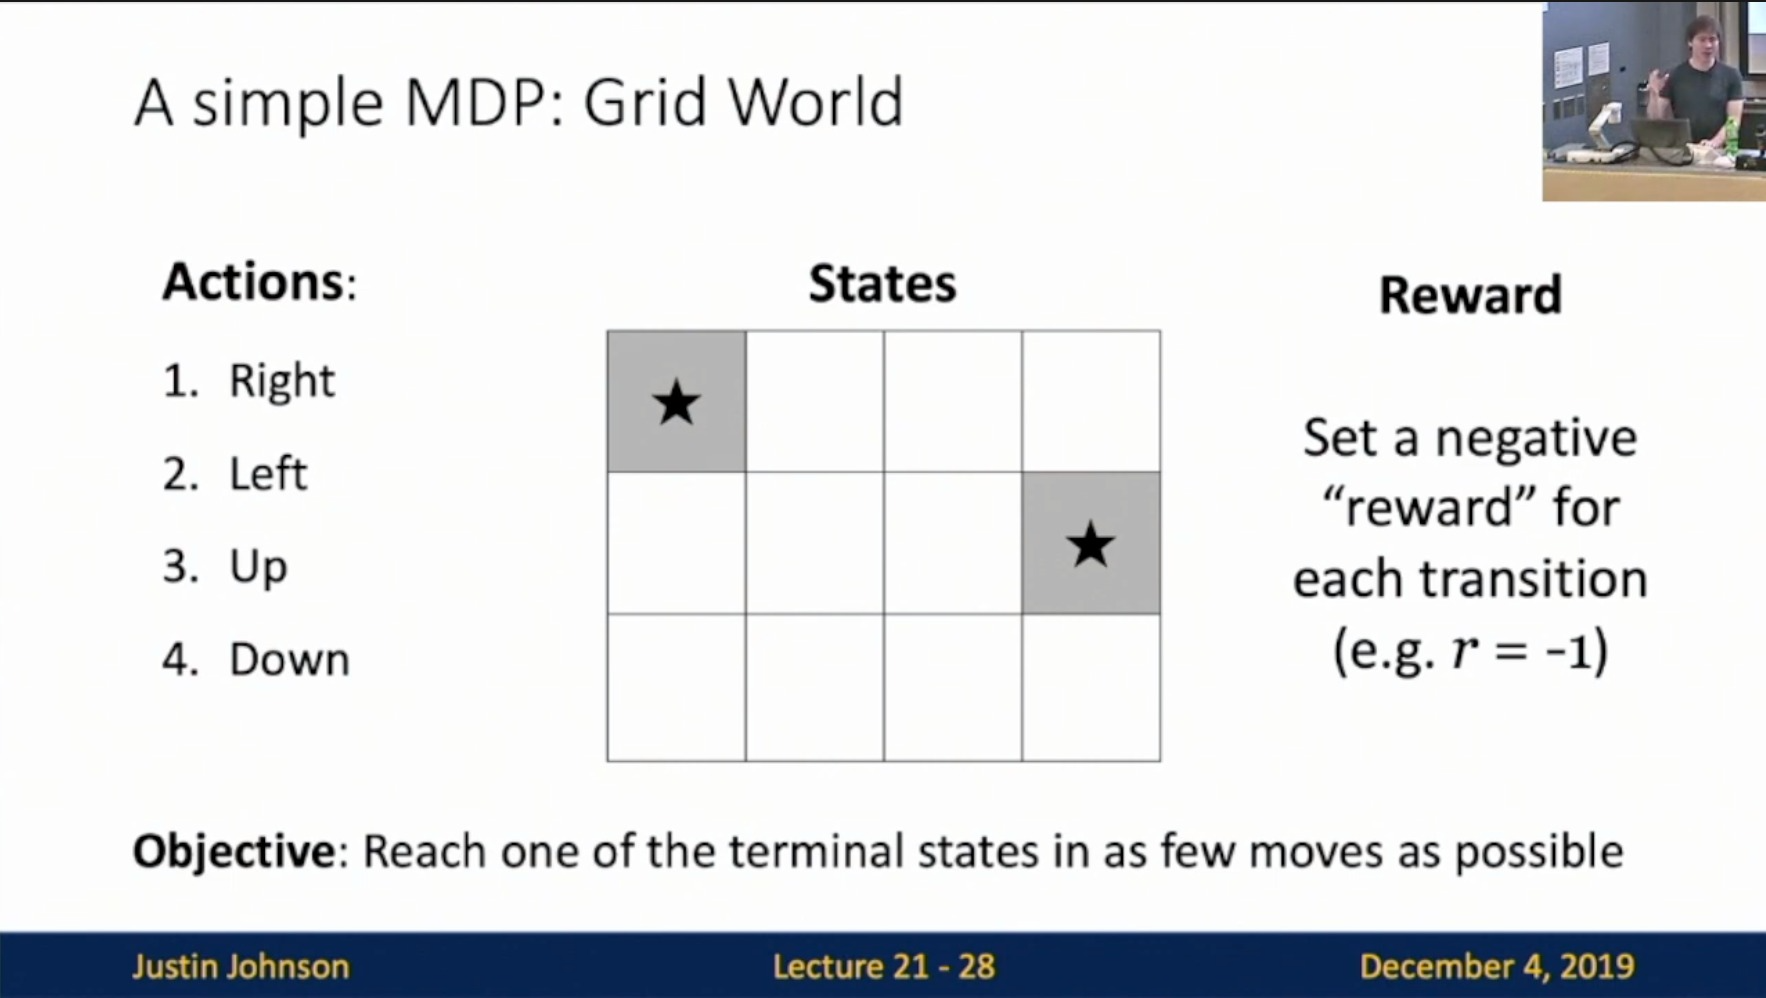 A simple MDP: Grid World
Actions:
1. Right
2. Left
3. Up
4. Down
States
★
★
Reward
Set a negative
“reward” for
each transition
(e.g. r = -1)
Objective: Reach one of the terminal states in as few moves as possible
Justin Johnson
Lecture 21 - 28
December 4, 2019